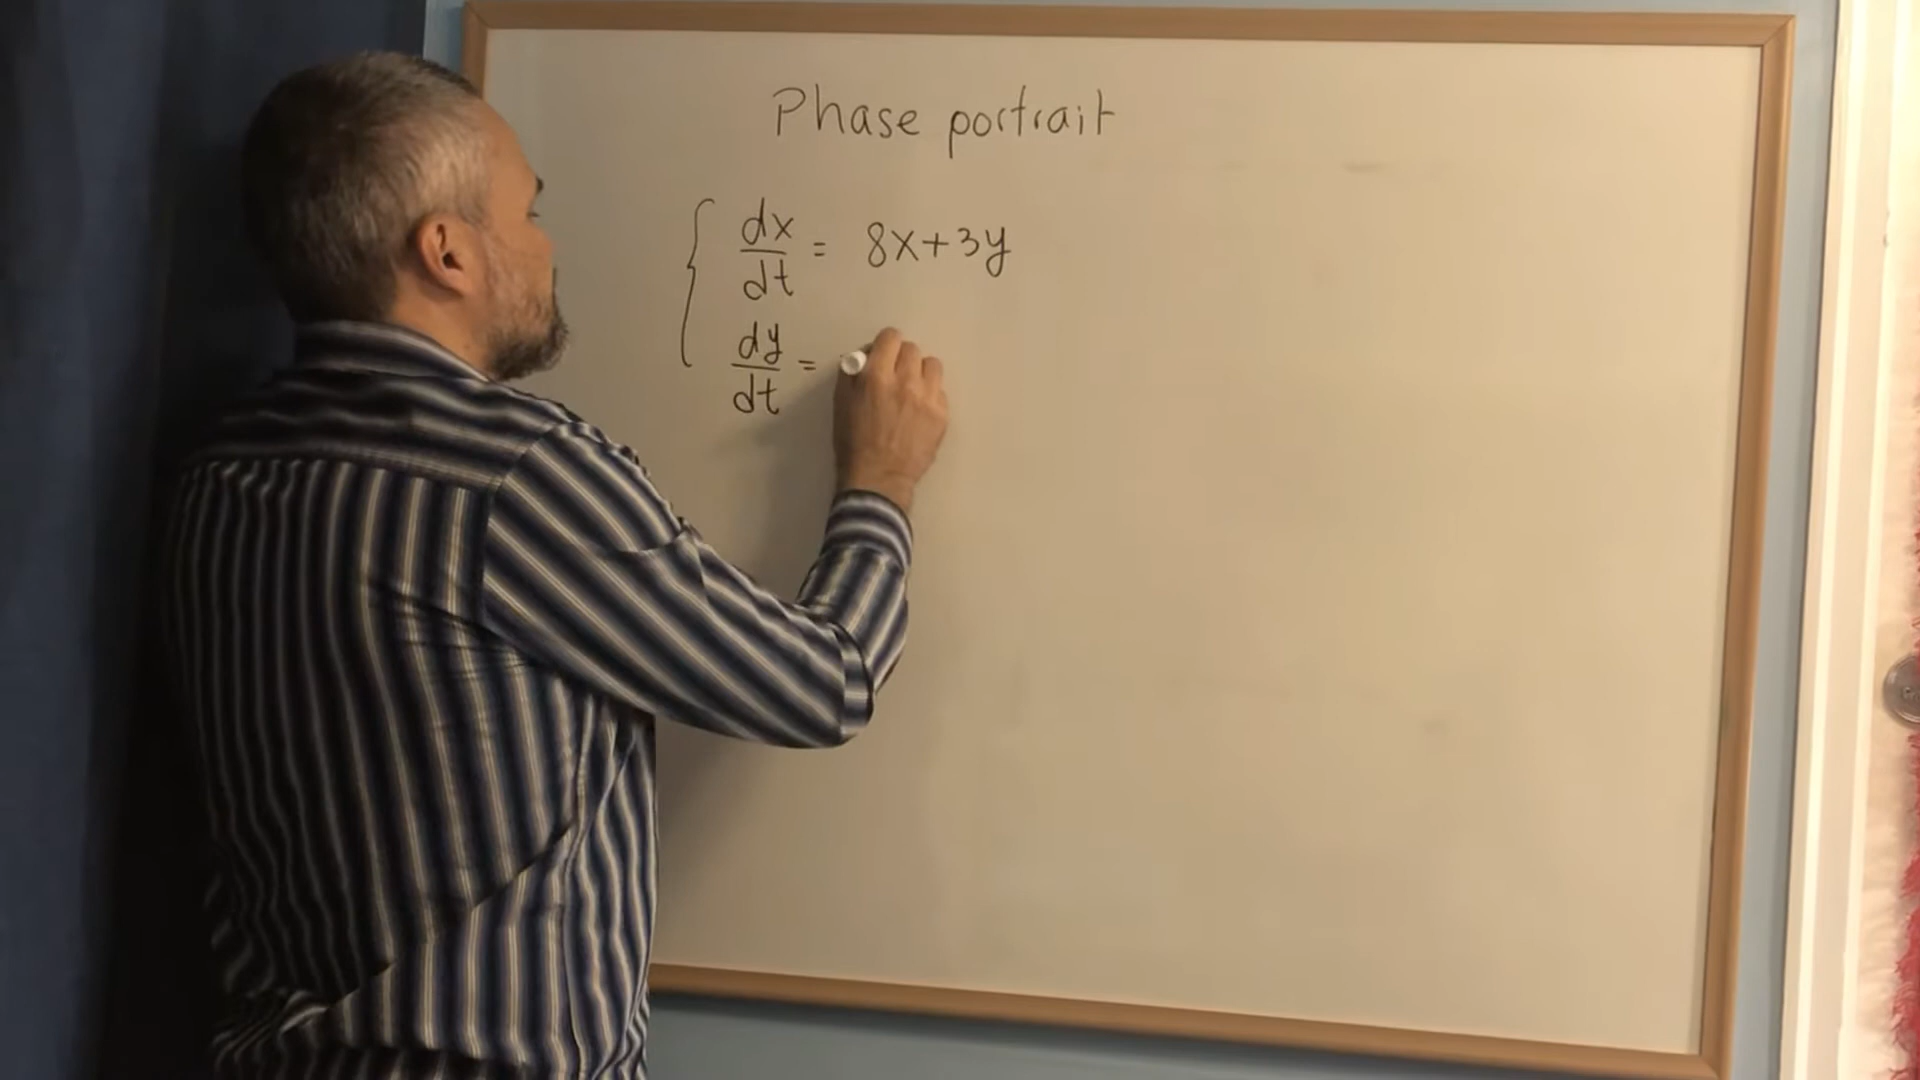 Phase portrait
dx/dt = 8x+3y
dy/dt =